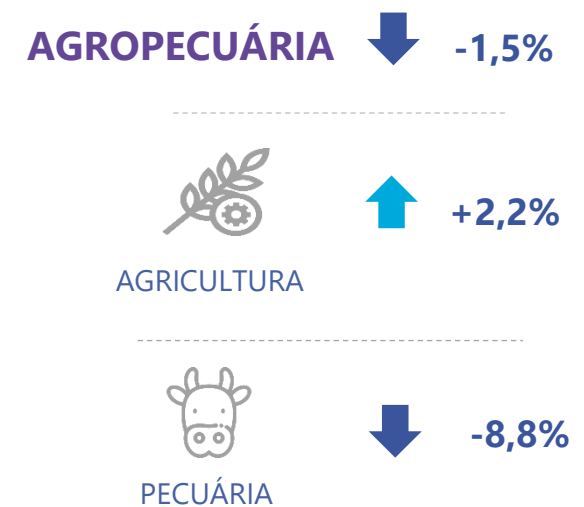 AGROPECUÁRIA -1,5%
+2,2%
AGRICULTURA
-8,8%
PECUÁRIA